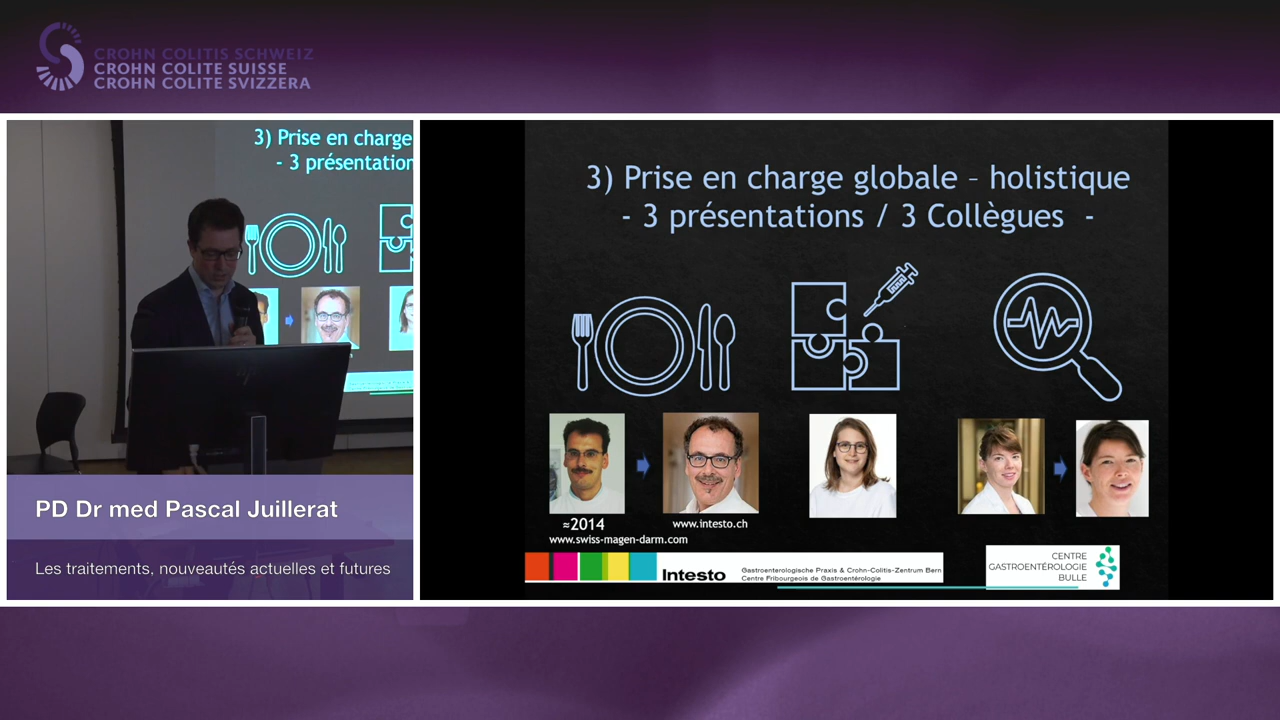 CROHN COLITIS SCHWEIZ
CROHN COLITE SUISSE
CROHN COLITE SVIZZERA
3) Prise en charge
- 3 présentation
PD Dr med Pascal Juillerat
Les traitements, nouveautés actuelles et futures
3) Prise en charge globale – holistique
- 3 présentations / 3 Collègues -
≈2014
www.intesto.ch
www.swiss-magen-darm.com
Intesto
Gastroenterologische Praxis & Crohn-Colitis-Zentrum Bern
Centre Fribourgeois de Gastroentérologie
CENTRE
GASTROENTÉROLOGIE
BULLE